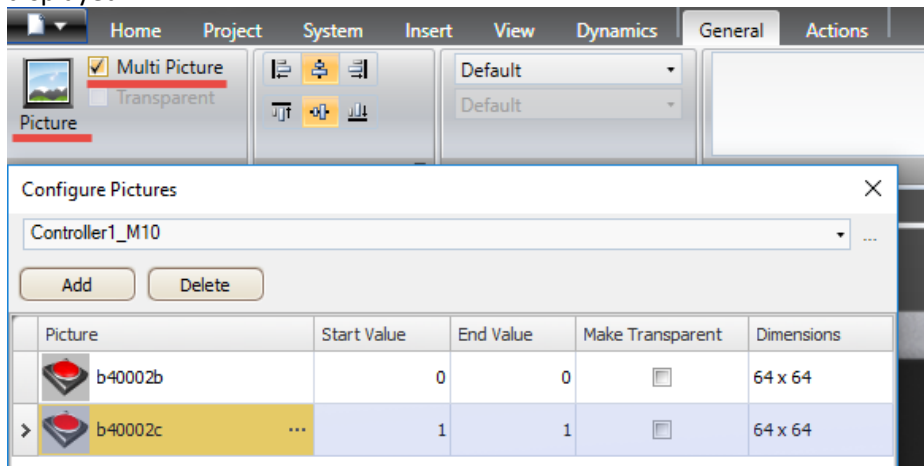 Home Project System Insert View Dynamics General Actions
Multi Picture Default
Transparent Default
Picture
Configure Pictures
Controller1_M10 ...
Add Delete
Picture Start Value End Value Make Transparent Dimensions
b40002b 0 0 64 x 64
b40002c ... 1 1 64 x 64